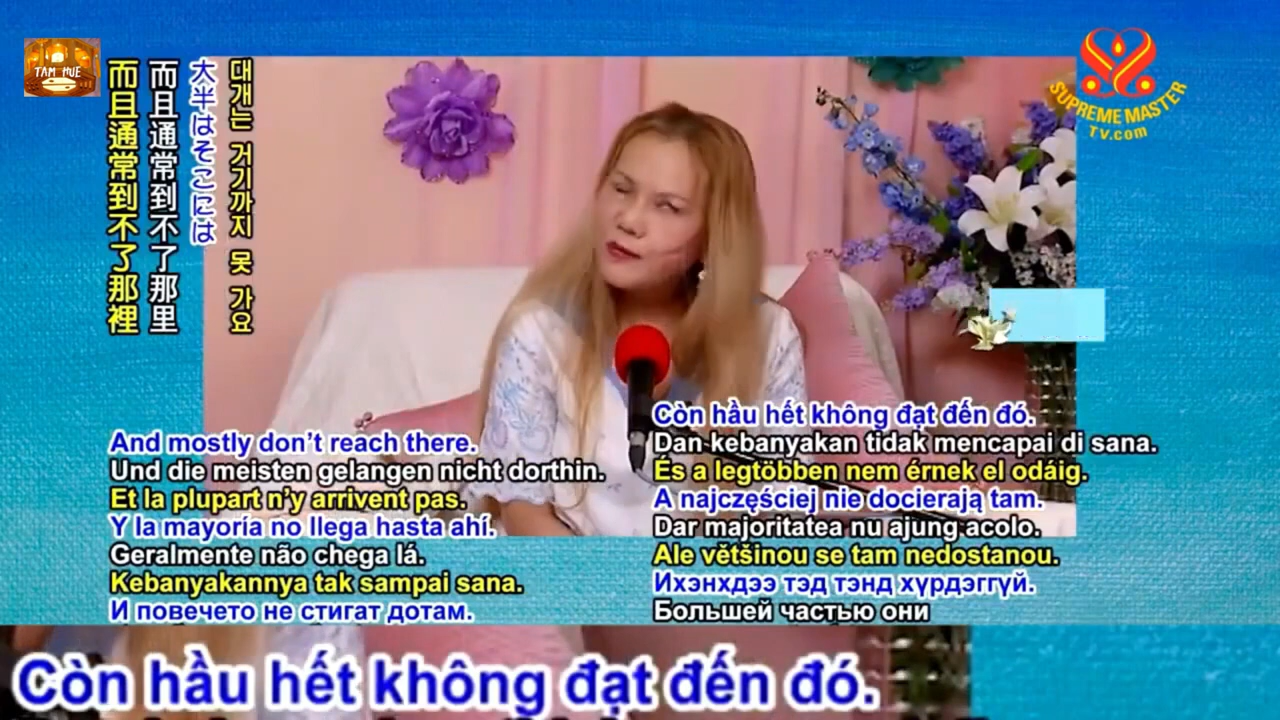 TAM HUE
而且通常到不了那裡
而且通常到不了那里
大半はそこには
대개는 거기까지 못 가요
SUPREME MASTER
TV.com
And mostly don't reach there.
Und die meisten gelangen nicht dorthin.
Et la plupart n'y arrivent pas.
Y la mayoría no llega hasta ahí.
Geralmente não chega lá.
Kebanyakannya tak sampai sana.
И повечето не стигат дотам.
Còn hầu hết không đạt đến đó.
Dan kebanyakan tidak mencapai di sana.
És a legtöbben nem érnek el odáig.
A najczęściej nie docierają tam.
Dar majoritatea nu ajung acolo.
Ale většinou se tam nedostanou.
Ихэнхдээ тэд тэнд хүрдэггүй.
Большей частью они
Còn hầu hết không đạt đến đó.